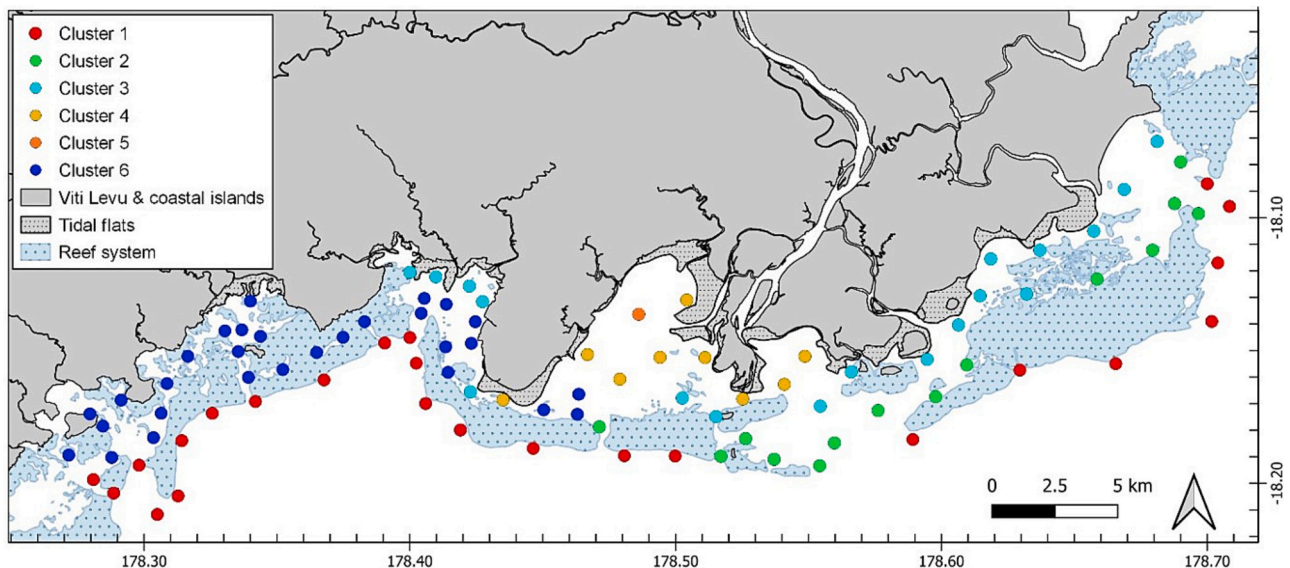 Cluster 1
Cluster 2
Cluster 3
Cluster 4
Cluster 5
Cluster 6
Viti Levu & coastal islands
Tidal flats
Reef system
-18.10
-18.20
0 2.5 5 km
178.30 178.40 178.50 178.60 178.70